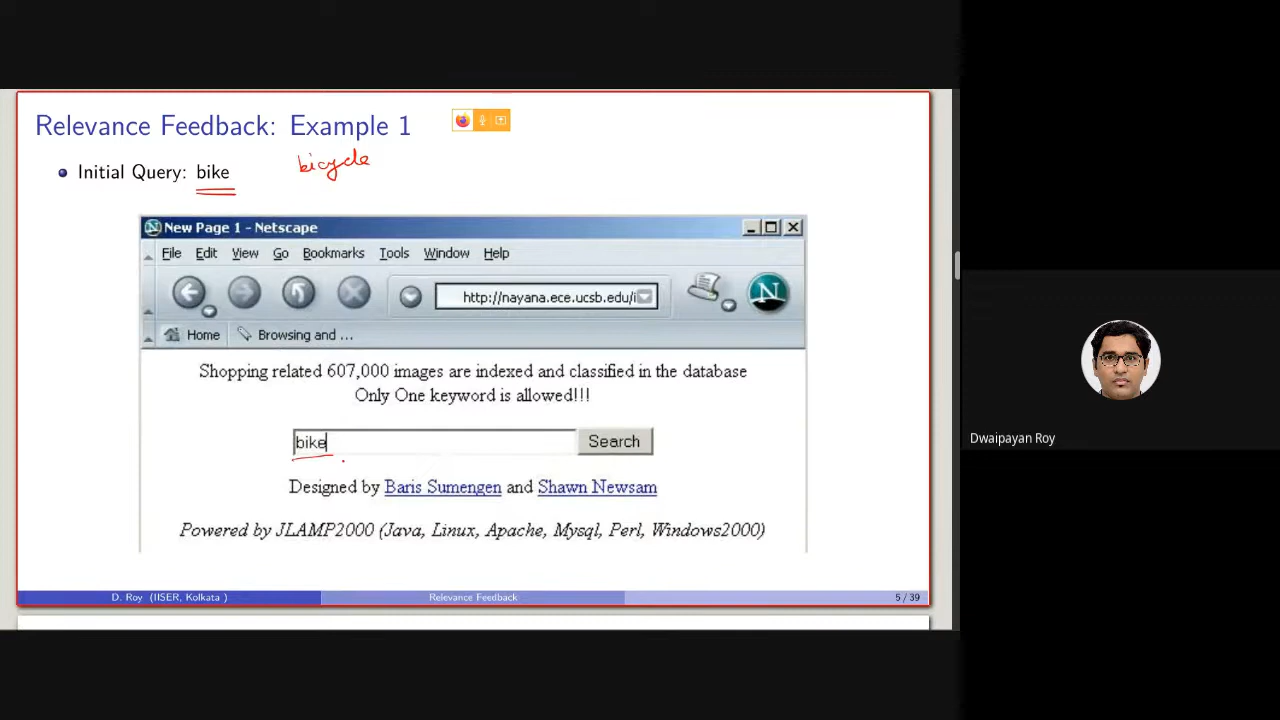 Relevance Feedback: Example 1
Initial Query: bike
bicycle
New Page 1 - Netscape
File Edit View Go Bookmarks Tools Window Help
http://nayana.ece.ucsb.edu/i
N
Home Browsing and ...
Shopping related 607,000 images are indexed and classified in the database
Only One keyword is allowed!!!
bike Search
Designed by Baris Sumengen and Shawn Newsam
Powered by JLAMP2000 (Java, Linux, Apache, Mysql, Perl, Windows2000)
D. Roy (IISER, Kolkata ) Relevance Feedback 5 / 39
Dwaipayan Roy